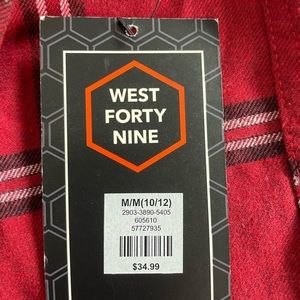 WEST
FORTY
NINE
M/M(10/12)
2903-3890-5405
605610
57727935
$34.99